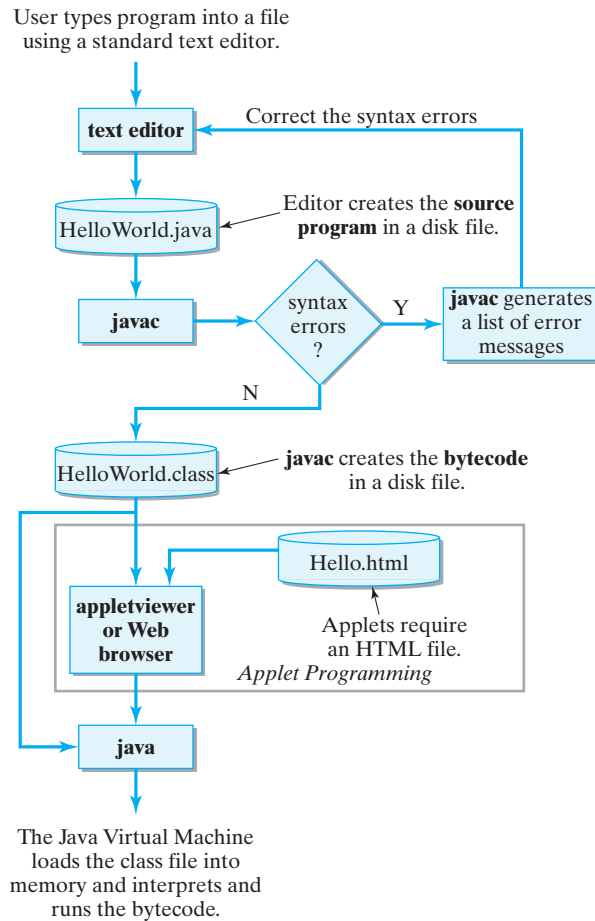 User types program into a file
using a standard text editor.
text editor
Correct the syntax errors
HelloWorld.java
Editor creates the source
program in a disk file.
javac
syntax
errors
?
Y
javac generates
a list of error
messages
N
HelloWorld.class
javac creates the bytecode
in a disk file.
Hello.html
appletviewer
or Web
browser
Applets require
an HTML file.
Applet Programming
java
The Java Virtual Machine
loads the class file into
memory and interprets and
runs the bytecode.